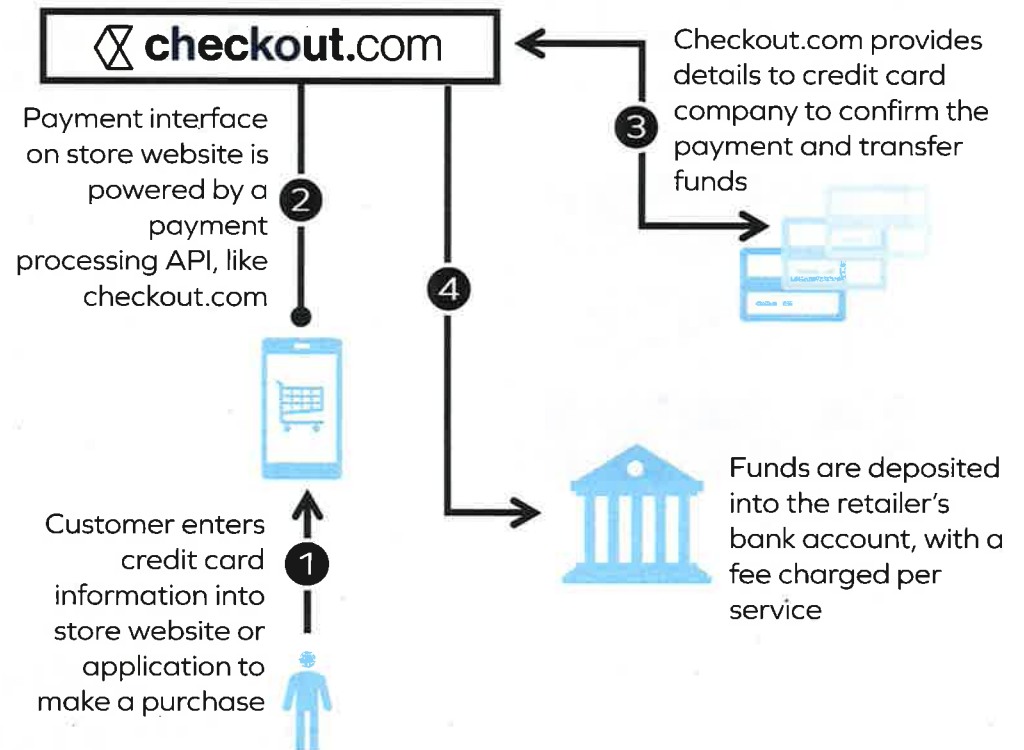 checkout.com
Payment interface
on store website is
powered by a
payment
processing API, like
checkout.com
2
Checkout.com provides
details to credit card
company to confirm the
payment and transfer
funds
3
4
Customer enters
credit card
information into
store website or
application to
make a purchase
1
Funds are deposited
into the retailer's
bank account, with a
fee charged per
service